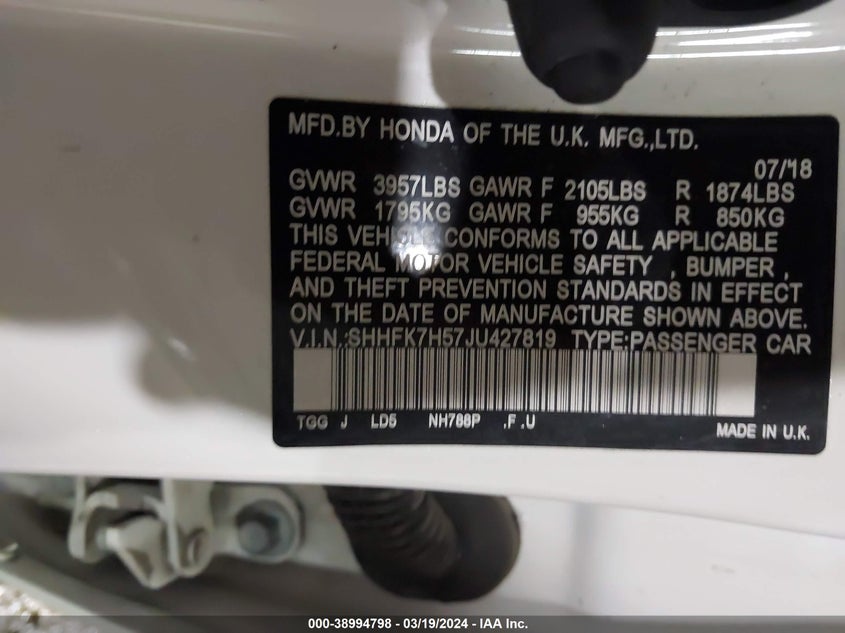 MFD.BY HONDA OF THE U.K. MFG.,LTD.
07/18
GVWR 3957LBS GAWR F 2105LBS R 1874LBS
GVWR 1795KG GAWR F 955KG R 850KG
THIS VEHICLE CONFORMS TO ALL APPLICABLE
FEDERAL MOTOR VEHICLE SAFETY , BUMPER ,
AND THEFT PREVENTION STANDARDS IN EFFECT
ON THE DATE OF MANUFACTURE SHOWN ABOVE.
V.I.N.:SHHFK7H57JU427819 TYPE:PASSENGER CAR
TGG J LD5 NH788P .F .U
MADE IN U.K.
000-38994798 - 03/19/2024 - IAA Inc.